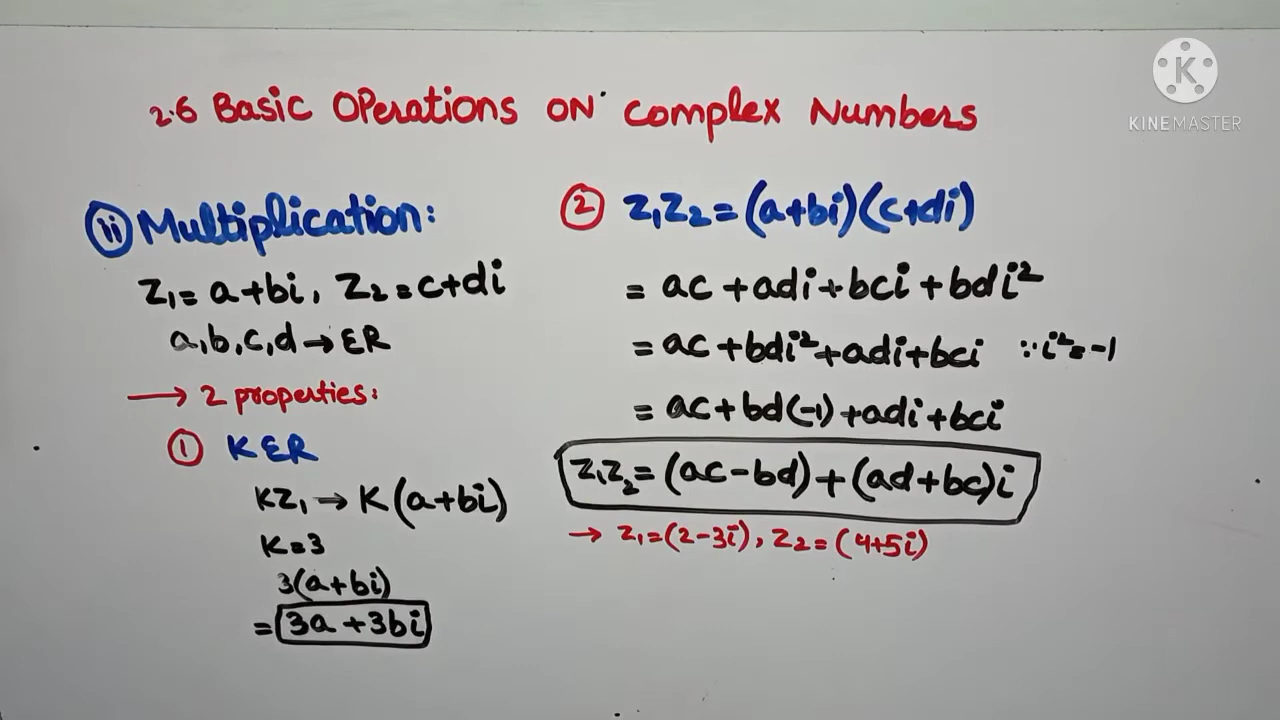 2.6 Basic Operations on Complex Numbers
K
KINEMASTER
(ii) Multiplication:
Z₁ = a+bi, Z₂ = c+di
a,b,c,d → ER
→ 2 properties:
① K ER
KZ₁ → K(a+bi)
K=3
3(a+bi)
= 3a +3bi
② Z₁Z₂ = (a+bi)(c+di)
= ac +adi+bci +bdi²
= ac +bdi²+adi+bci ∵ i²=-1
= ac+bd(-1)+adi+bci
Z₁Z₂ = (ac-bd)+(ad+bc)i
→ Z₁=(2-3i), Z₂=(4+5i)